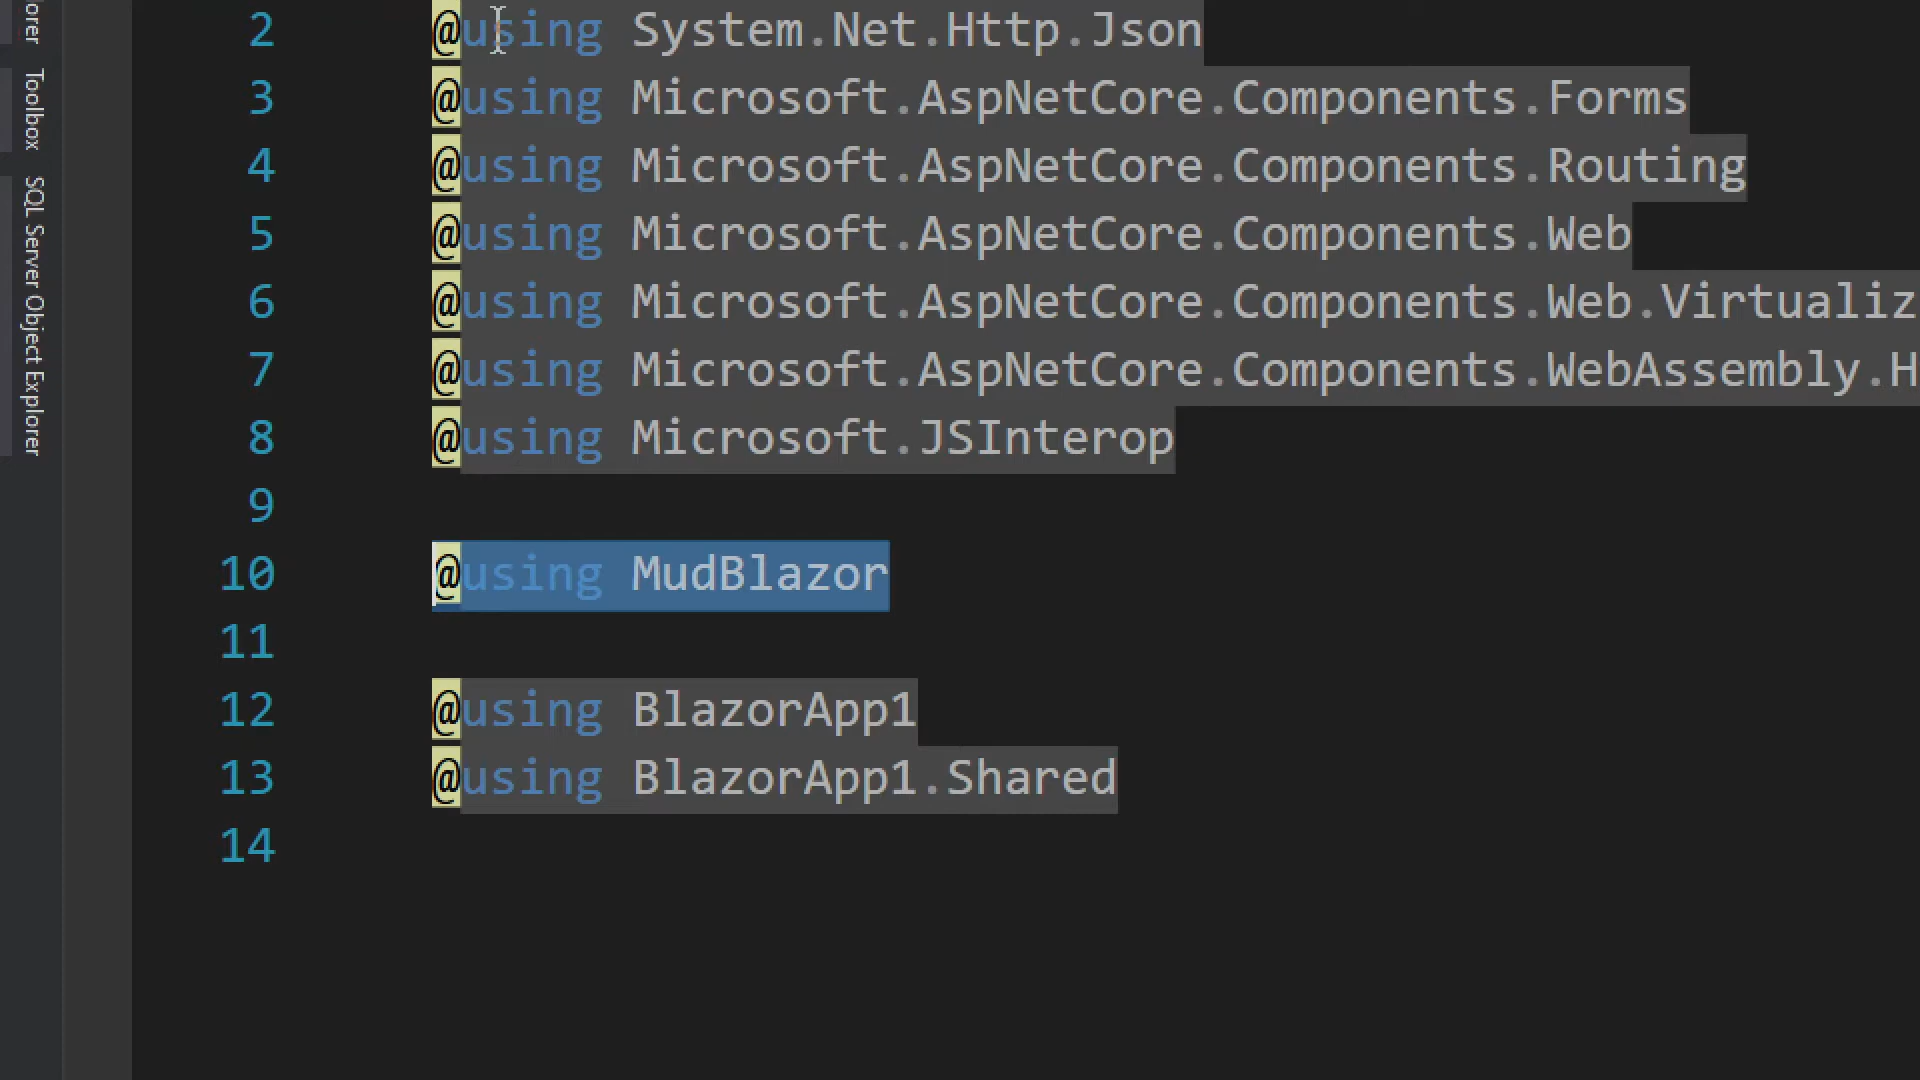 orer
Toolbox
SQL Server Object Explorer
2 @using System.Net.Http.Json
3 @using Microsoft.AspNetCore.Components.Forms
4 @using Microsoft.AspNetCore.Components.Routing
5 @using Microsoft.AspNetCore.Components.Web
6 @using Microsoft.AspNetCore.Components.Web.Virtualiz
7 @using Microsoft.AspNetCore.Components.WebAssembly.H
8 @using Microsoft.JSInterop
9
10 @using MudBlazor
11
12 @using BlazorApp1
13 @using BlazorApp1.Shared
14